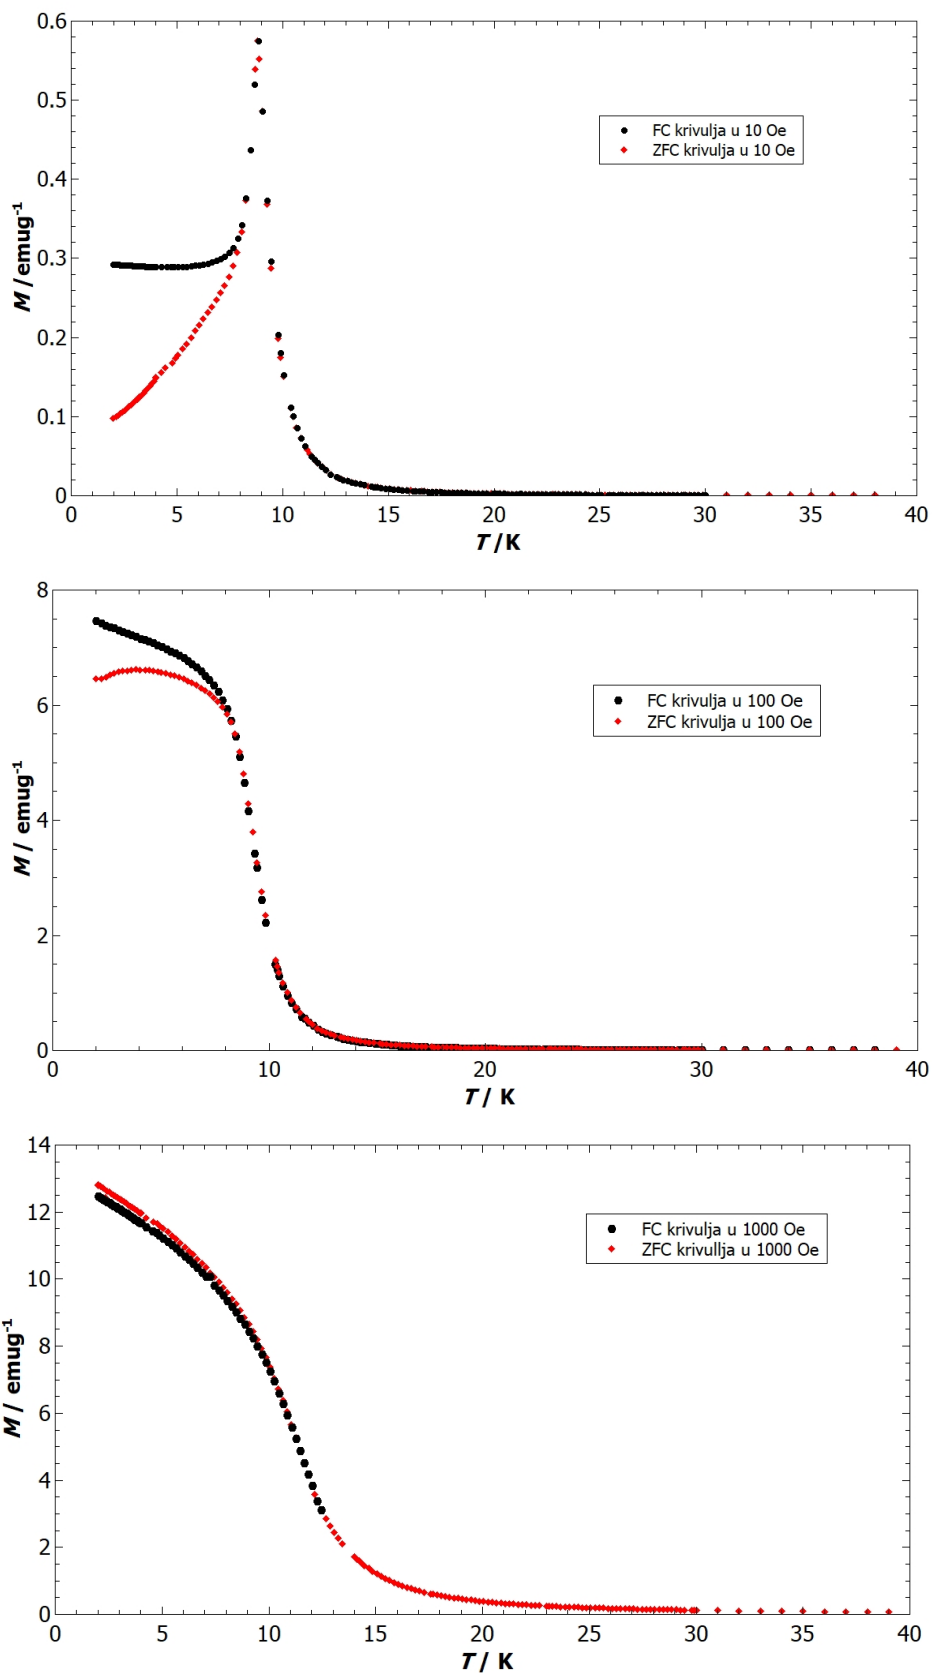 0.6
0.5
0.4
0.3
0.2
0.1
0
M /emug⁻¹
FC krivulja u 10 Oe
ZFC krivulja u 10 Oe
0 5 10 15 20 25 30 35 40
T /K
8
6
4
2
0
M / emug⁻¹
FC krivulja u 100 Oe
ZFC krivulja u 100 Oe
0 10 20 30 40
T / K
14
12
10
8
6
4
2
0
M / emug⁻¹
FC krivulja u 1000 Oe
ZFC krivullja u 1000 Oe
0 5 10 15 20 25 30 35 40
T / K